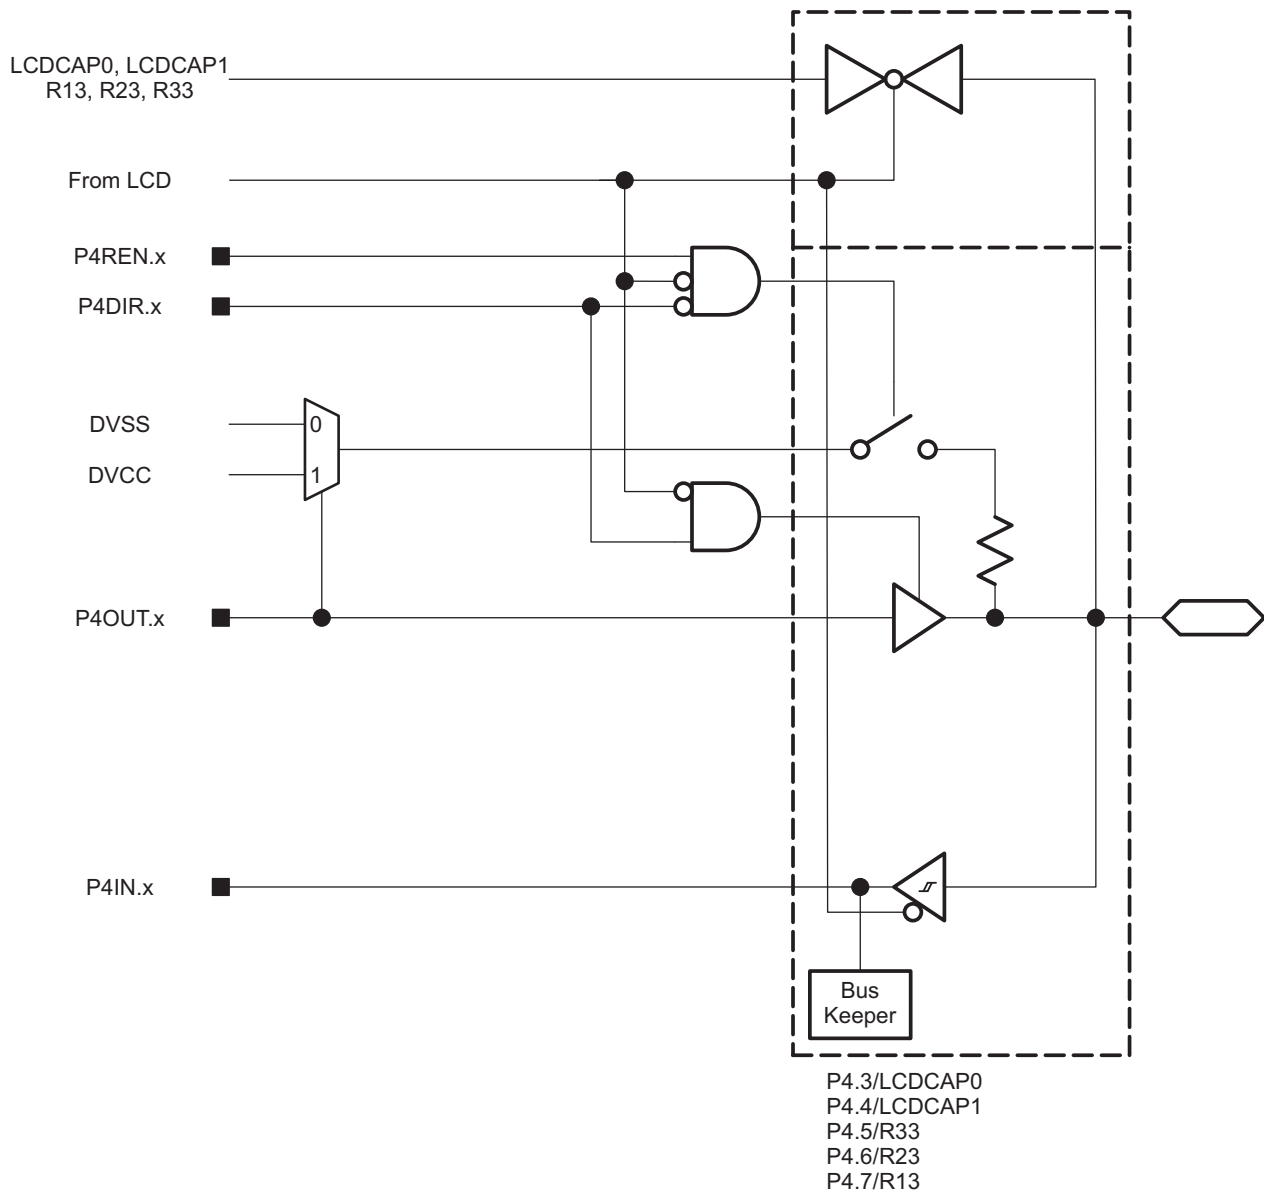 LCDCAP0, LCDCAP1
R13, R23, R33
From LCD
P4REN.x
P4DIR.x
DVSS
0
DVCC
1
P4OUT.x
P4IN.x
Bus
Keeper
P4.3/LCDCAP0
P4.4/LCDCAP1
P4.5/R33
P4.6/R23
P4.7/R13